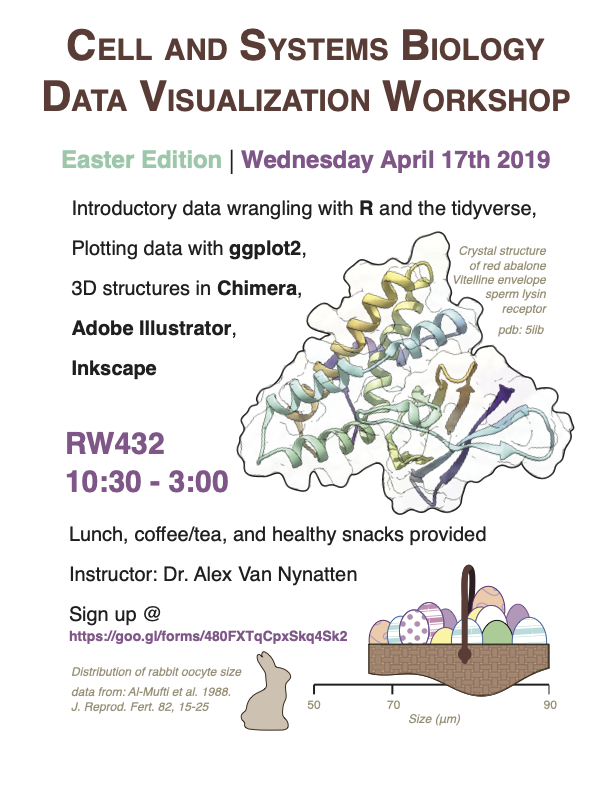 CELL AND SYSTEMS BIOLOGY
DATA VISUALIZATION WORKSHOP
Easter Edition | Wednesday April 17th 2019
Introductory data wrangling with R and the tidyverse,
Plotting data with ggplot2,
3D structures in Chimera,
Adobe Illustrator,
Inkscape
Crystal structure
of red abalone
Vitelline envelope
sperm lysin
receptor
pdb: 5iib
RW432
10:30 - 3:00
Lunch, coffee/tea, and healthy snacks provided
Instructor: Dr. Alex Van Nynatten
Sign up @
https://goo.gl/forms/480FXTqCpxSkq4Sk2
Distribution of rabbit oocyte size
data from: Al-Mufti et al. 1988.
J. Reprod. Fert. 82, 15-25
50 70 90
Size (μm)